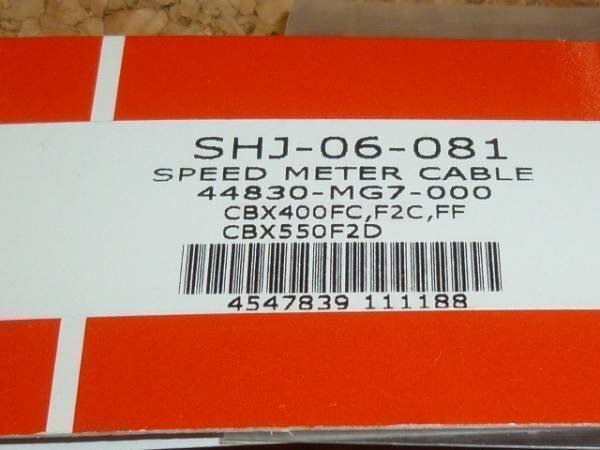 SHJ-06-081
SPEED METER CABLE
44830-MG7-000
CBX400FC,F2C,FF
CBX550F2D
4547839 111188